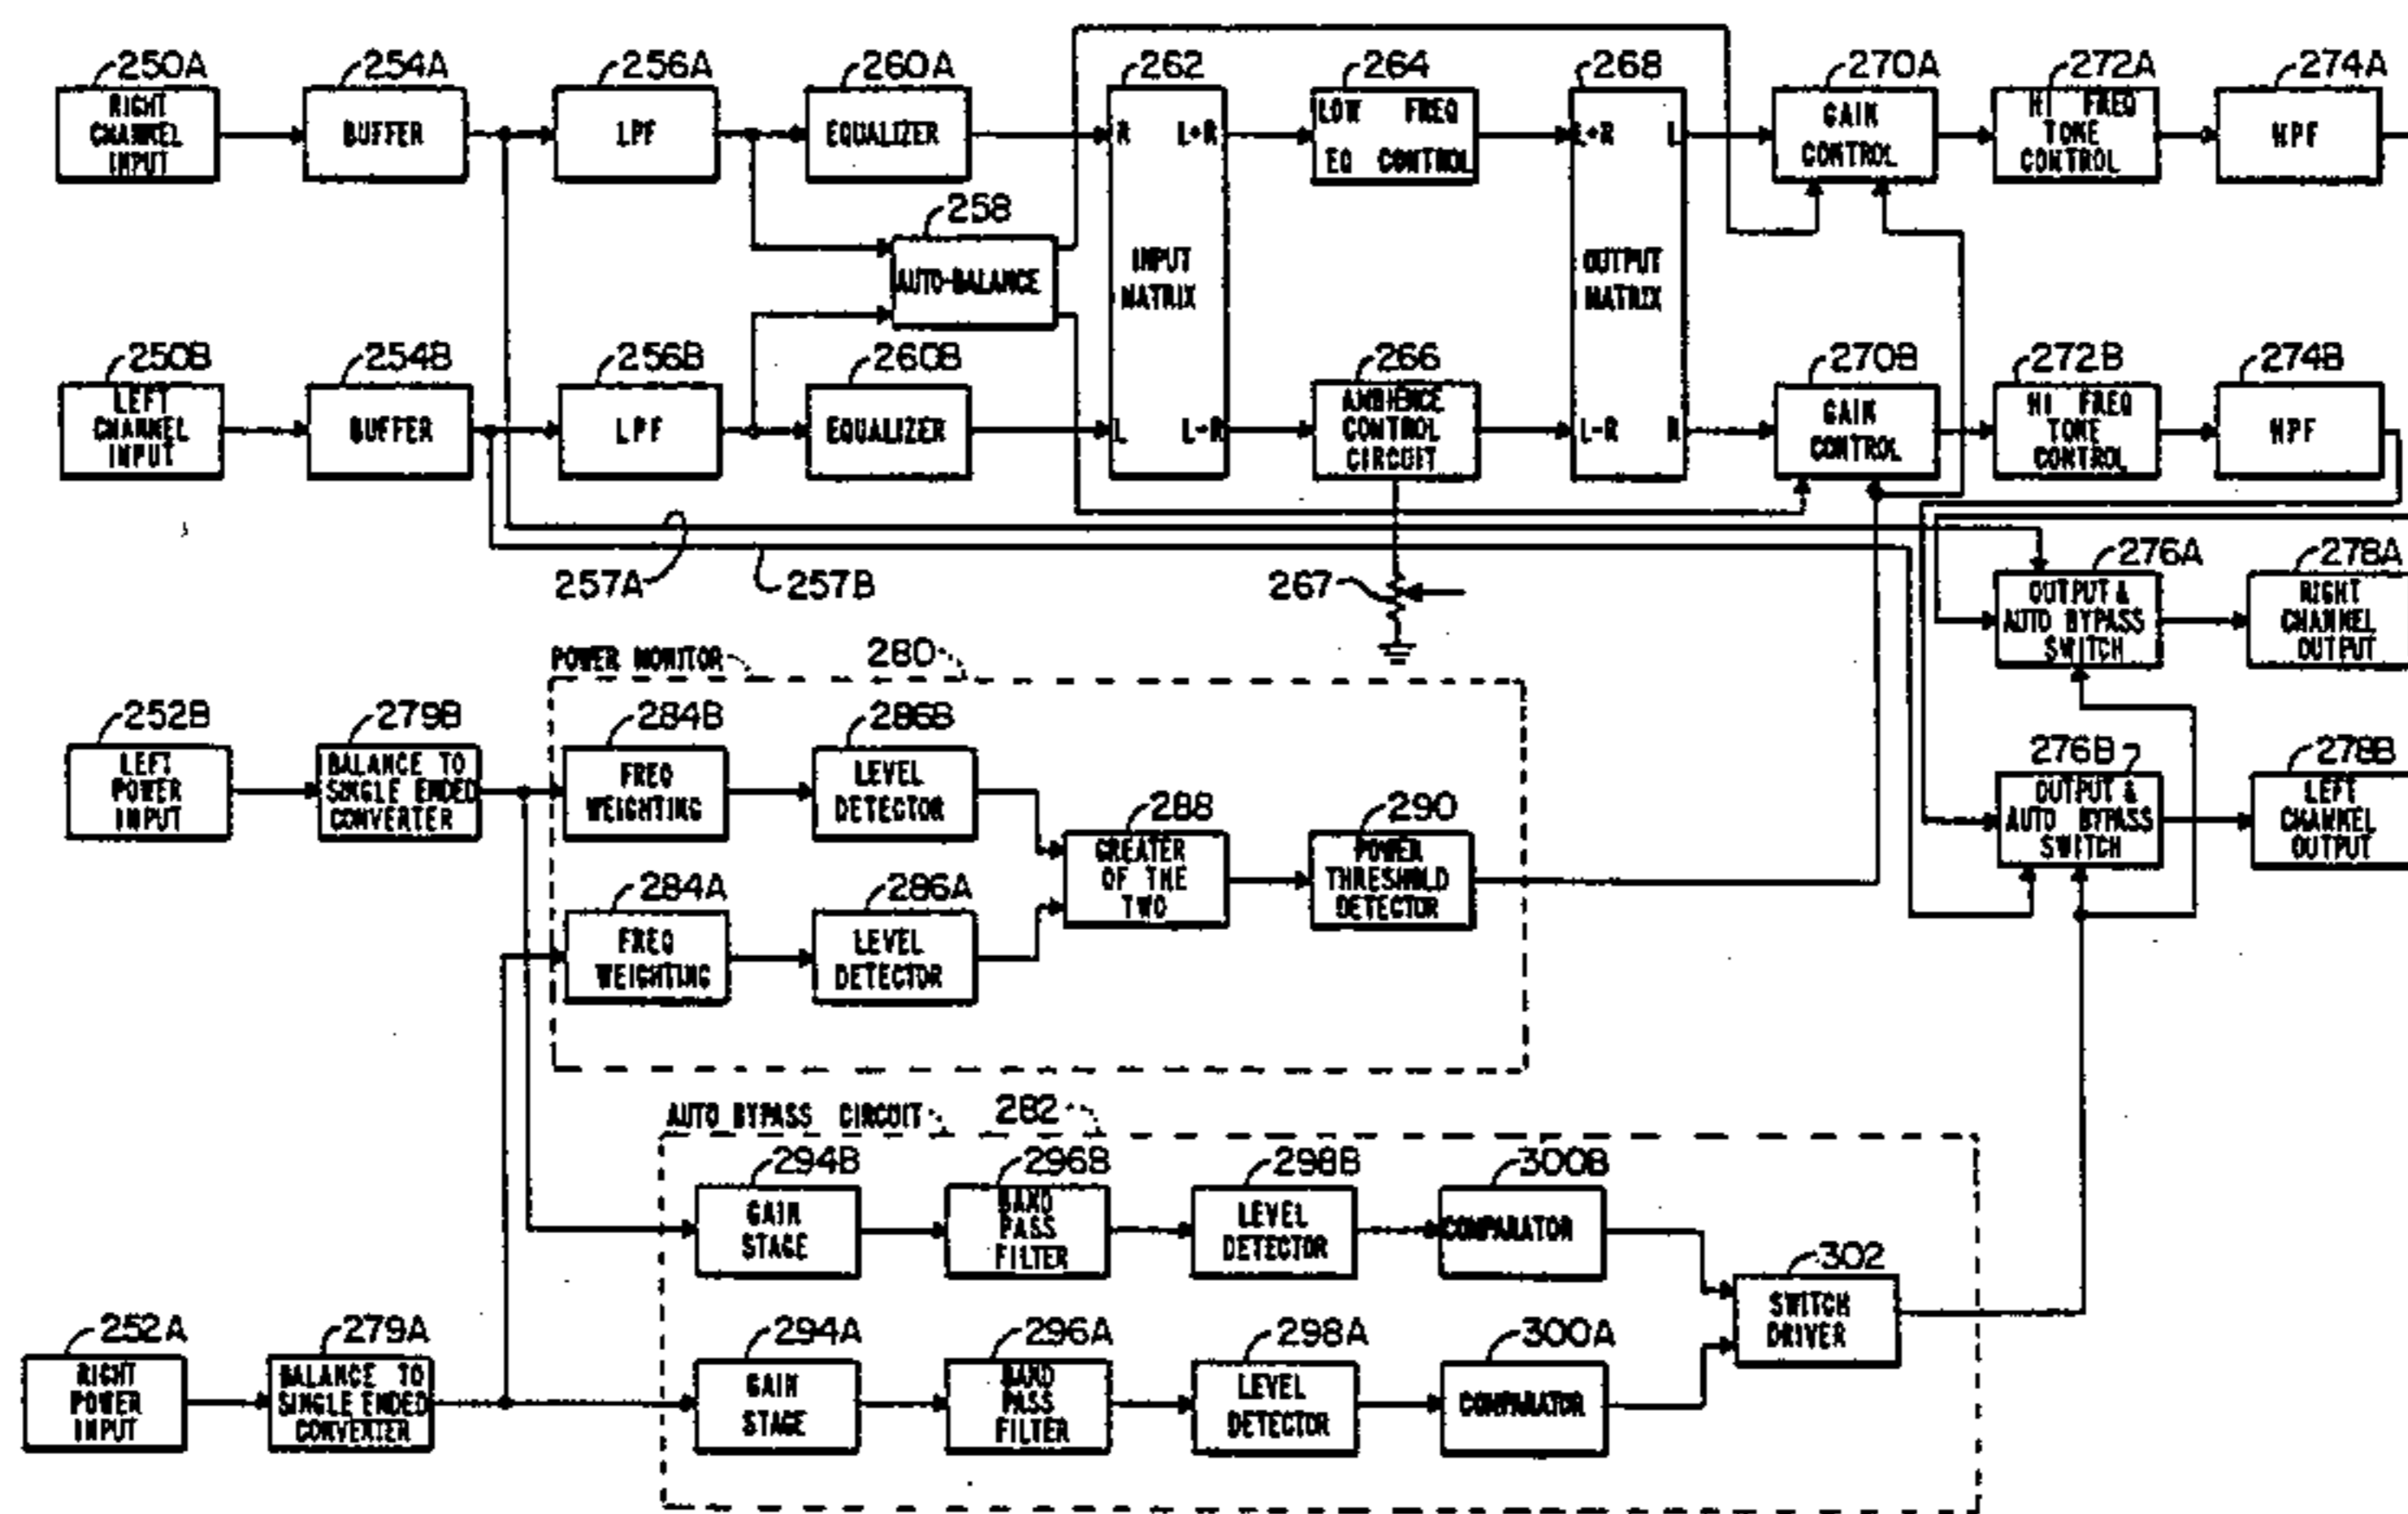 250A 254A 256A 260A 262 264 268 270A 272A 274A
RIGHT CHANNEL INPUT
BUFFER
LPF
EQUALIZER
R L+R
LOW FREQ EQ CONTROL
L+R L
GAIN CONTROL
HI FREQ TONE CONTROL
HPF
258
AUTO-BALANCE
INPUT MATRIX
OUTPUT MATRIX
250B 254B 256B 260B 266 270B 272B 274B
LEFT CHANNEL INPUT
BUFFER
LPF
EQUALIZER
L L-R
AMBIENCE CONTROL CIRCUIT
L-R R
GAIN CONTROL
HI FREQ TONE CONTROL
HPF
257A 257B 267
276A 278A
OUTPUT & AUTO BYPASS SWITCH
RIGHT CHANNEL OUTPUT
POWER MONITOR 280
252B 279B 284B 286B
LEFT POWER INPUT
BALANCE TO SINGLE ENDED CONVERTER
FREQ WEIGHTING
LEVEL DETECTOR
288 290
GREATER OF THE TWO
POWER THRESHOLD DETECTOR
276B 278B
OUTPUT & AUTO BYPASS SWITCH
LEFT CHANNEL OUTPUT
284A 286A
FREQ WEIGHTING
LEVEL DETECTOR
AUTO BYPASS CIRCUIT 282
294B 296B 298B 300B
GAIN STAGE
BAND PASS FILTER
LEVEL DETECTOR
COMPARATOR
302
SWITCH DRIVER
252A 279A 294A 296A 298A 300A
RIGHT POWER INPUT
BALANCE TO SINGLE ENDED CONVERTER
GAIN STAGE
BAND PASS FILTER
LEVEL DETECTOR
COMPARATOR